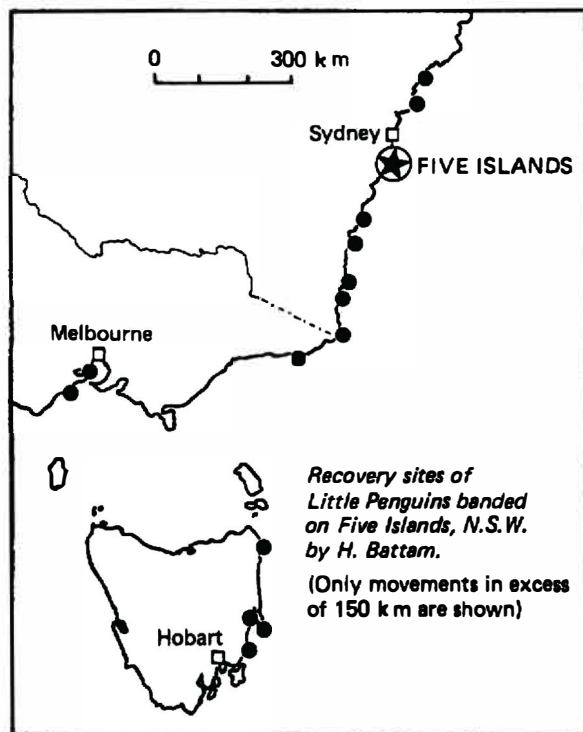 0 300 km
Sydney
FIVE ISLANDS
Melbourne
Recovery sites of
Little Penguins banded
on Five Islands, N.S.W.
by H. Battam.
(Only movements in excess
of 150 km are shown)
Hobart